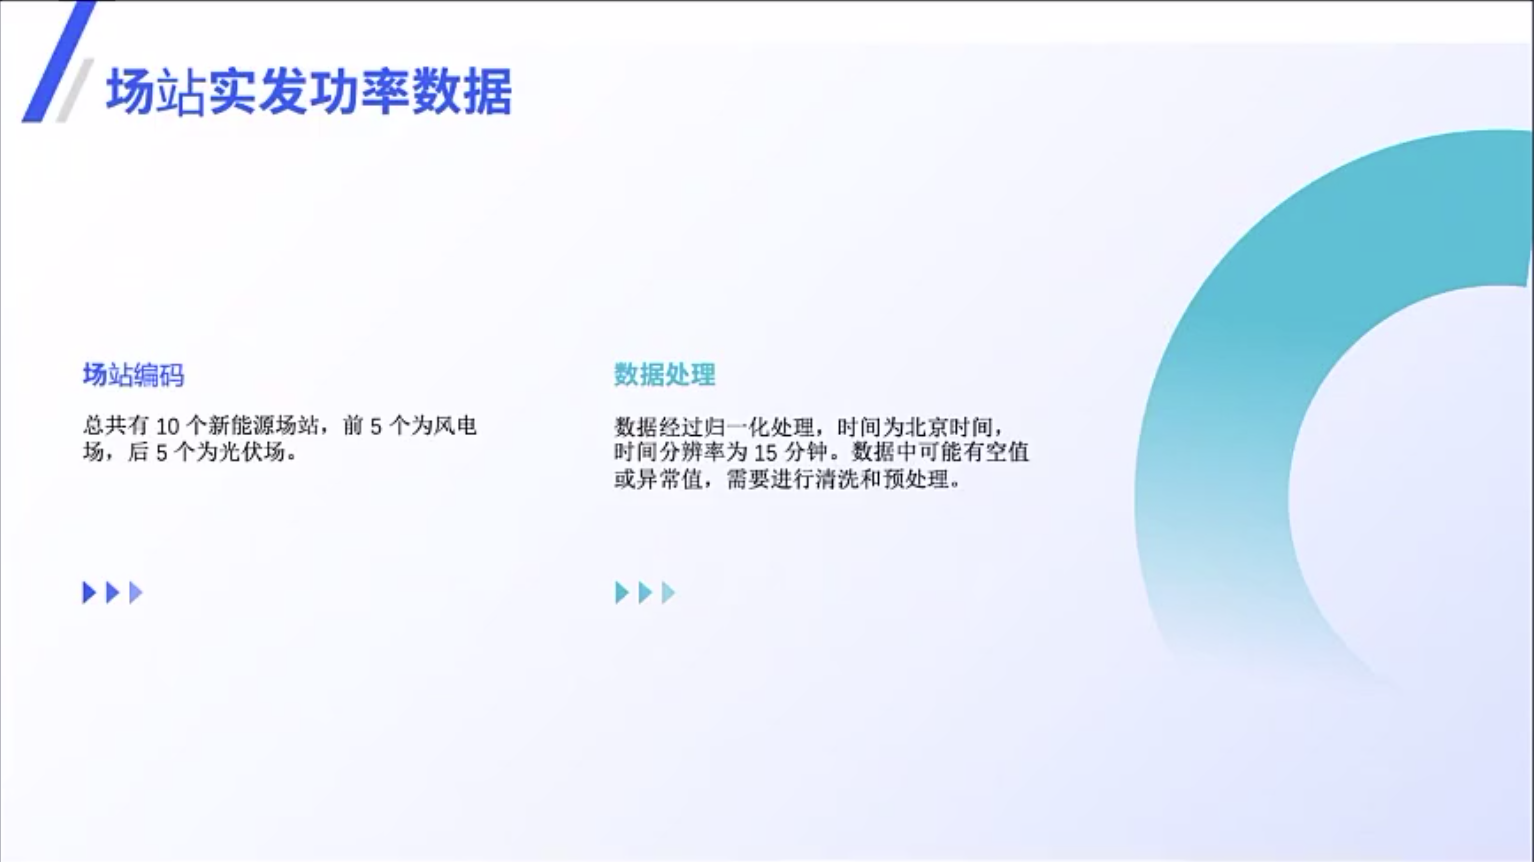 场站实发功率数据
场站编码
总共有 10 个新能源场站，前 5 个为风电
场，后 5 个为光伏场。
数据处理
数据经过归一化处理，时间为北京时间，
时间分辨率为 15 分钟。数据中可能有空值
或异常值，需要进行清洗和预处理。